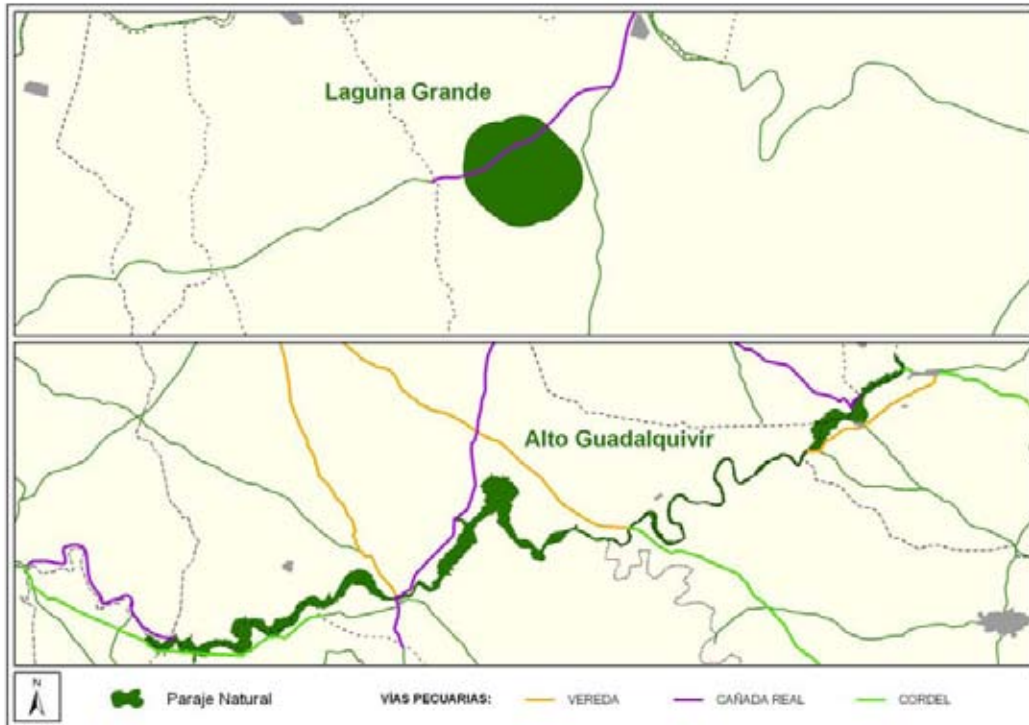 Laguna Grande
Alto Guadalquivir
N
Paraje Natural
VÍAS PECUARIAS:
VEREDA
CAÑADA REAL
CORDEL